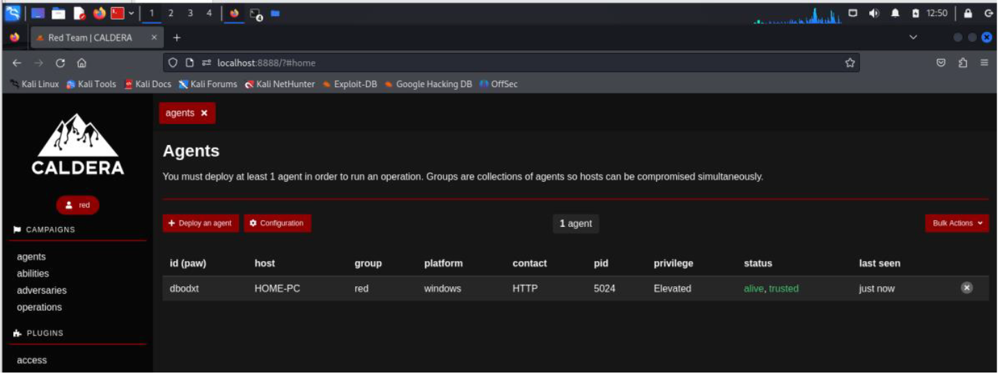 1 2 3 4 4 12:50
Red Team | CALDERA
localhost:8888/?#home
Kali Linux Kali Tools Kali Docs Kali Forums Kali NetHunter Exploit-DB Google Hacking DB OffSec
agents
CALDERA
red
CAMPAIGNS
agents
abilities
adversaries
operations
PLUGINS
access
Agents
You must deploy at least 1 agent in order to run an operation. Groups are collections of agents so hosts can be compromised simultaneously.
Deploy an agent Configuration 1 agent Bulk Actions
id (paw) host group platform contact pid privilege status last seen
dbodxt HOME-PC red windows HTTP 5024 Elevated alive, trusted just now